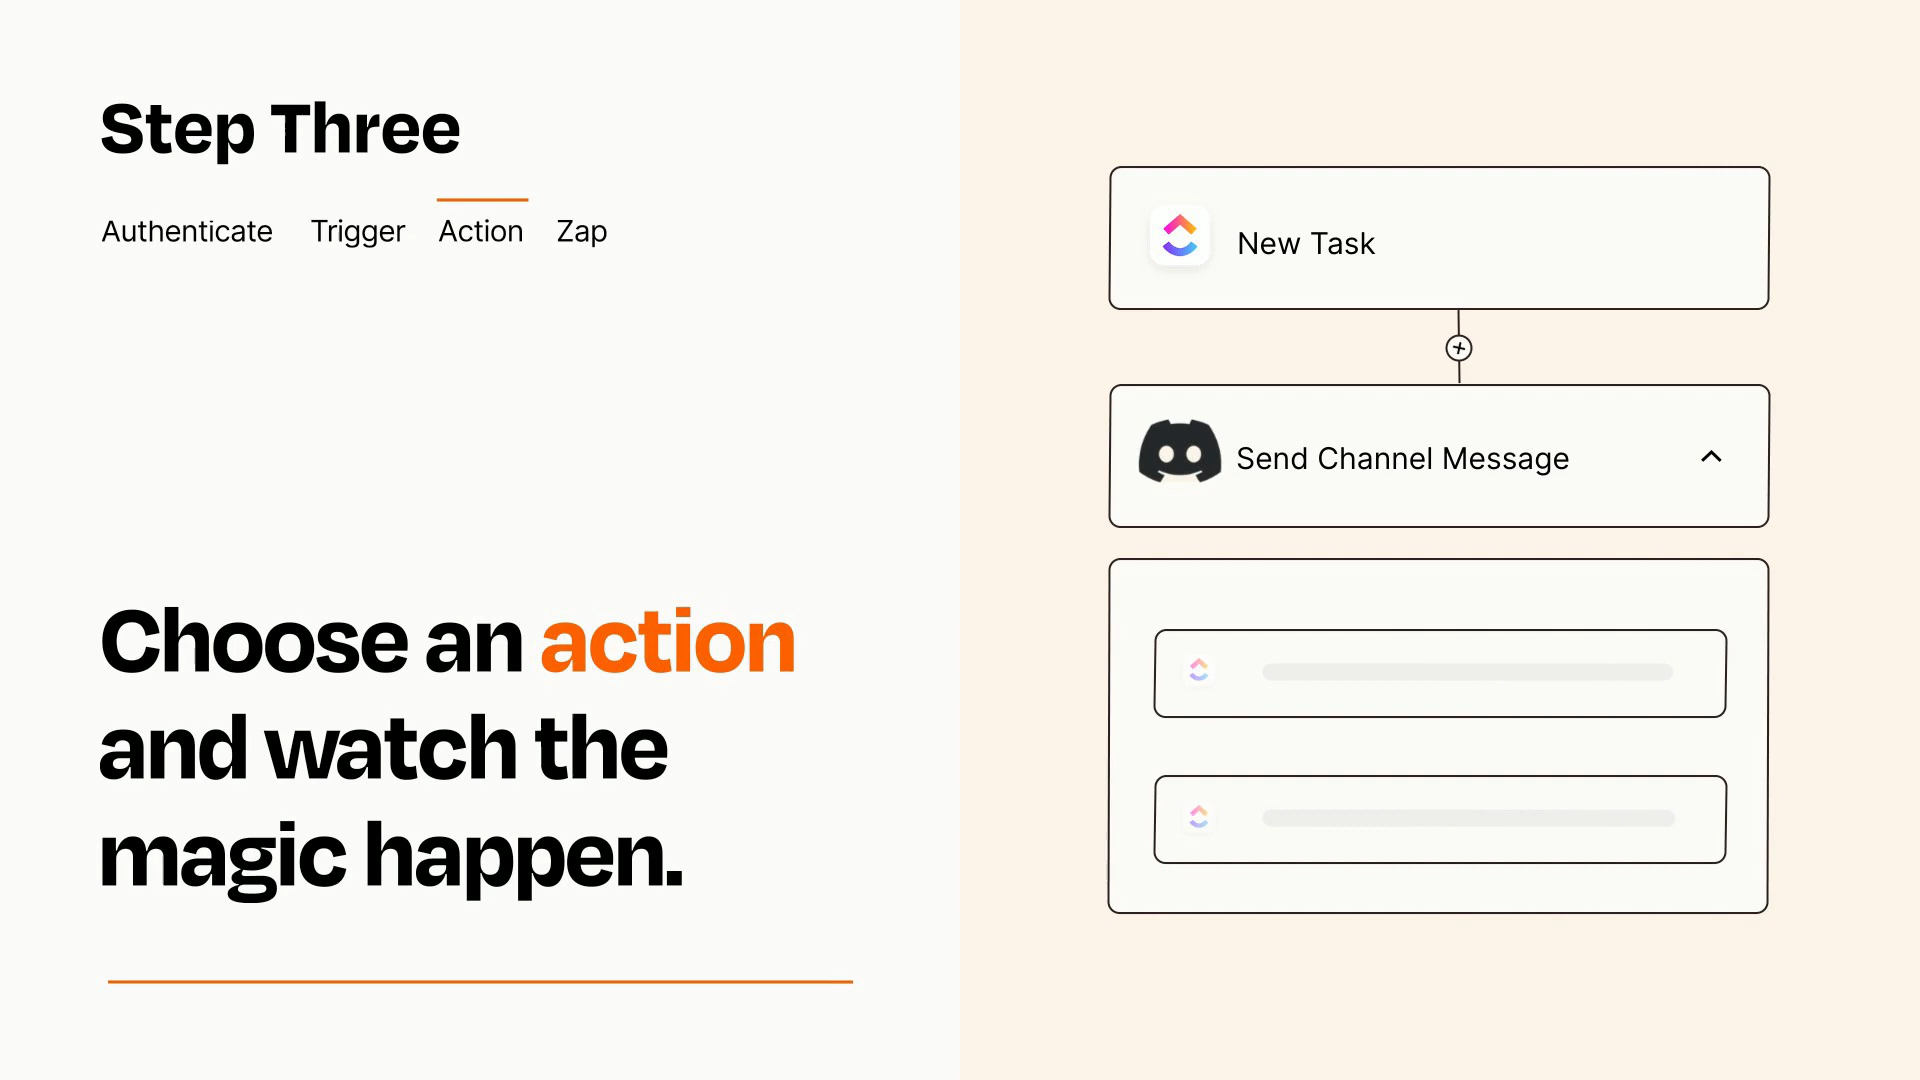 Step Three
Authenticate Trigger Action Zap
Choose an action
and watch the
magic happen.
New Task
Send Channel Message